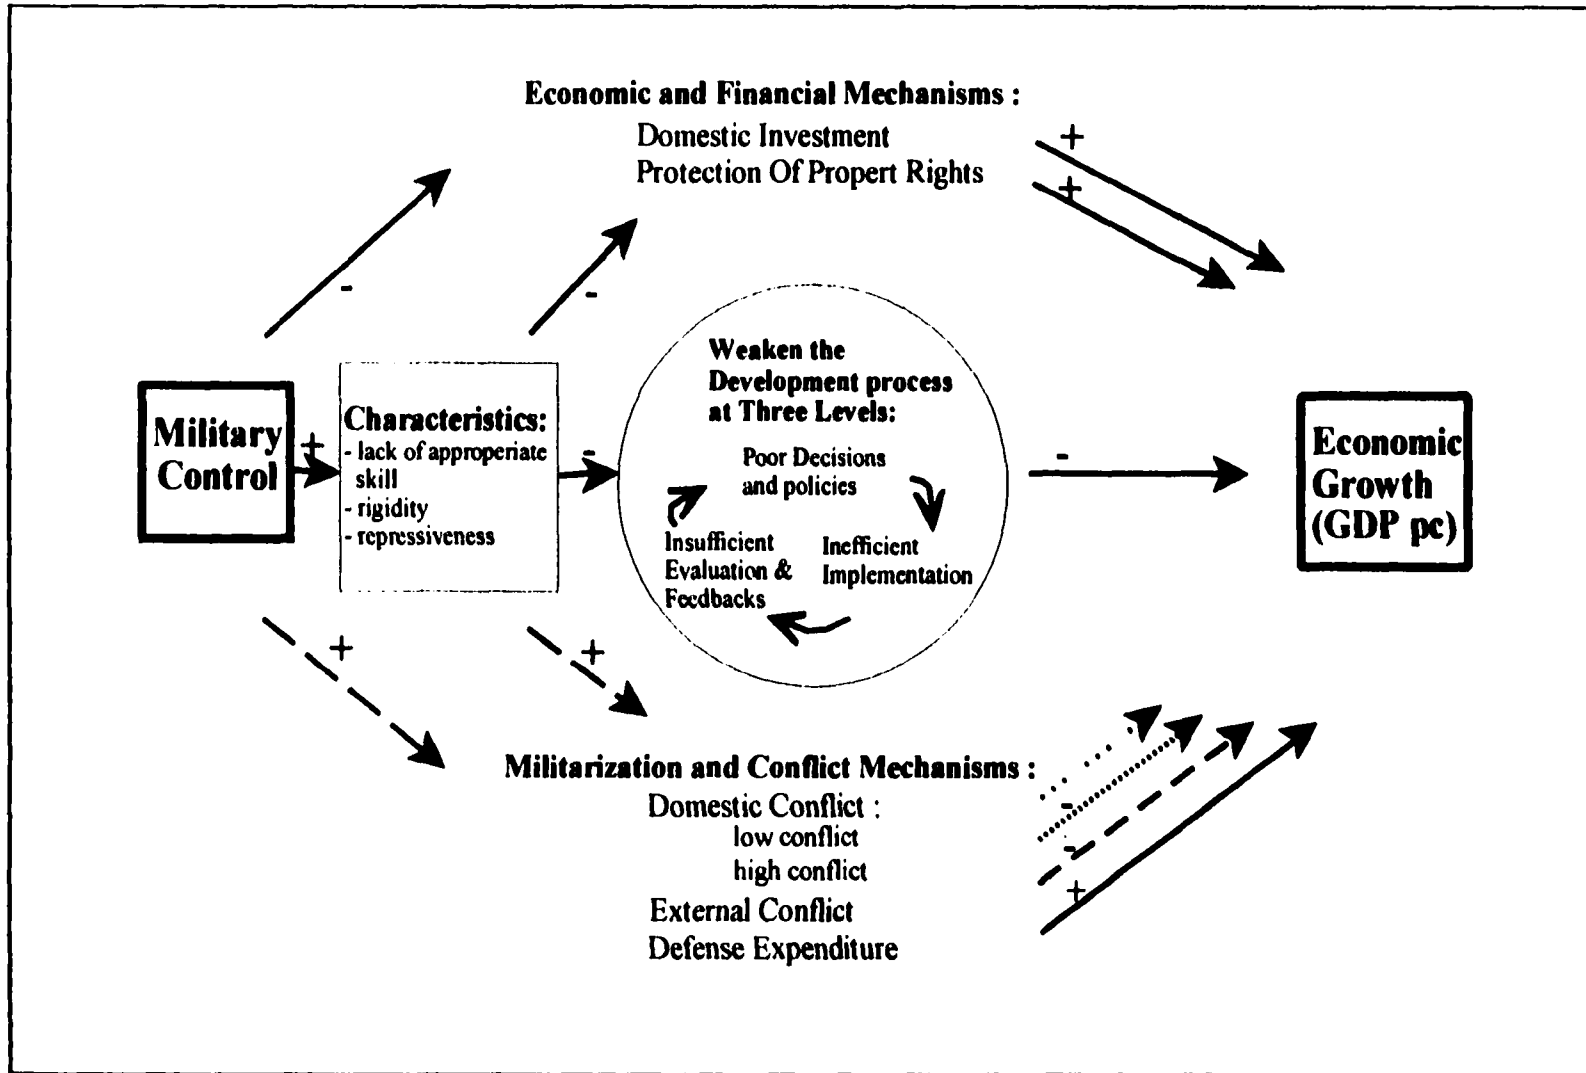 Economic and Financial Mechanisms :
Domestic Investment
Protection Of Propert Rights
+
+
-
-
Military
Control
+
Characteristics:
- lack of approperiate
skill
- rigidity
- repressiveness
-
Weaken the
Development process
at Three Levels:
Poor Decisions
and policies
Inefficient
Implementation
Insufficient
Evaluation &
Feedbacks
-
Economic
Growth
(GDP pc)
+
+
Militarization and Conflict Mechanisms :
Domestic Conflict :
low conflict
high conflict
External Conflict
Defense Expenditure
-
-
+